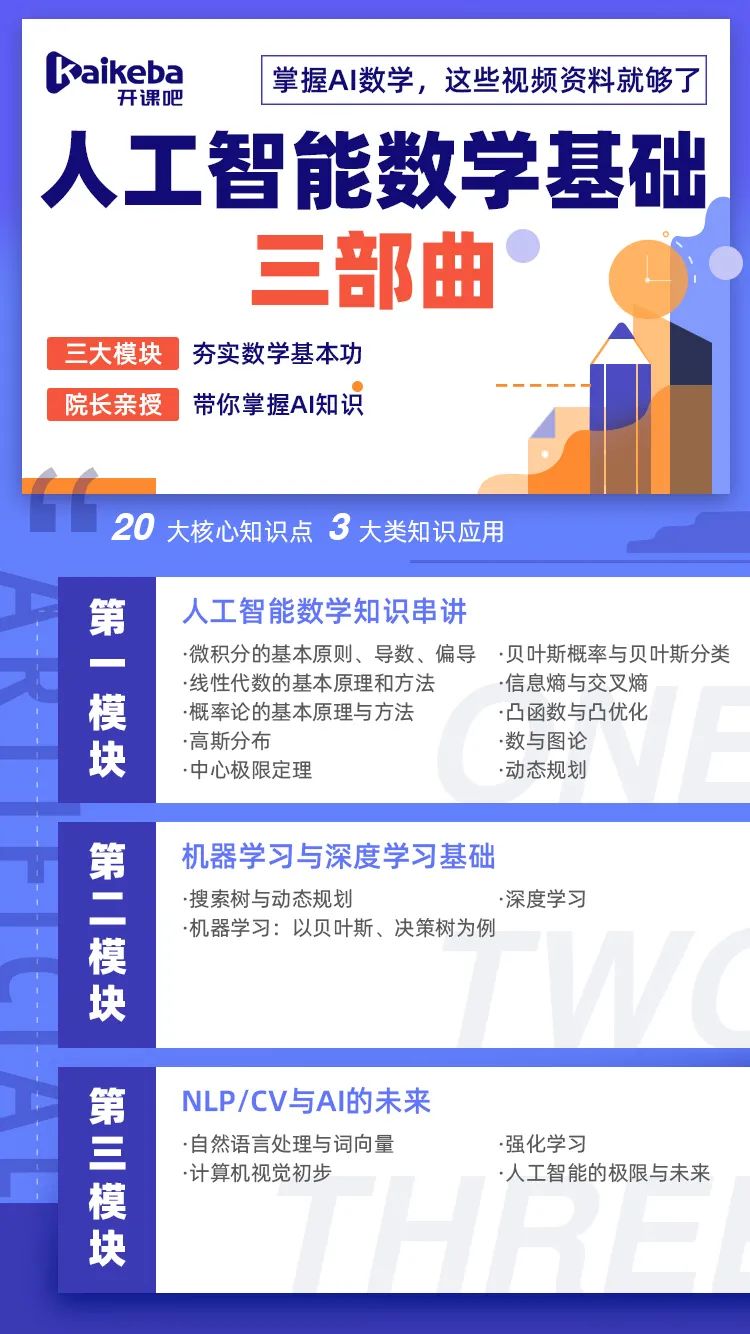 Kaikeba
开课吧
掌握AI数学，这些视频资料就够了
人工智能数学基础
三部曲
三大模块 夯实数学基本功
院长亲授 带你掌握AI知识
20 大核心知识点 3 大类知识应用
ARTIFICIAL
第一模块
人工智能数学知识串讲
·微积分的基本原则、导数、偏导
·线性代数的基本原理和方法
·概率论的基本原理与方法
·高斯分布
·中心极限定理
·贝叶斯概率与贝叶斯分类
·信息熵与交叉熵
·凸函数与凸优化
·数与图论
·动态规划
ONE
第二模块
机器学习与深度学习基础
·搜索树与动态规划
·机器学习：以贝叶斯、决策树为例
·深度学习
TWO
第三模块
NLP/CV与AI的未来
·自然语言处理与词向量
·计算机视觉初步
·强化学习
·人工智能的极限与未来
THREE